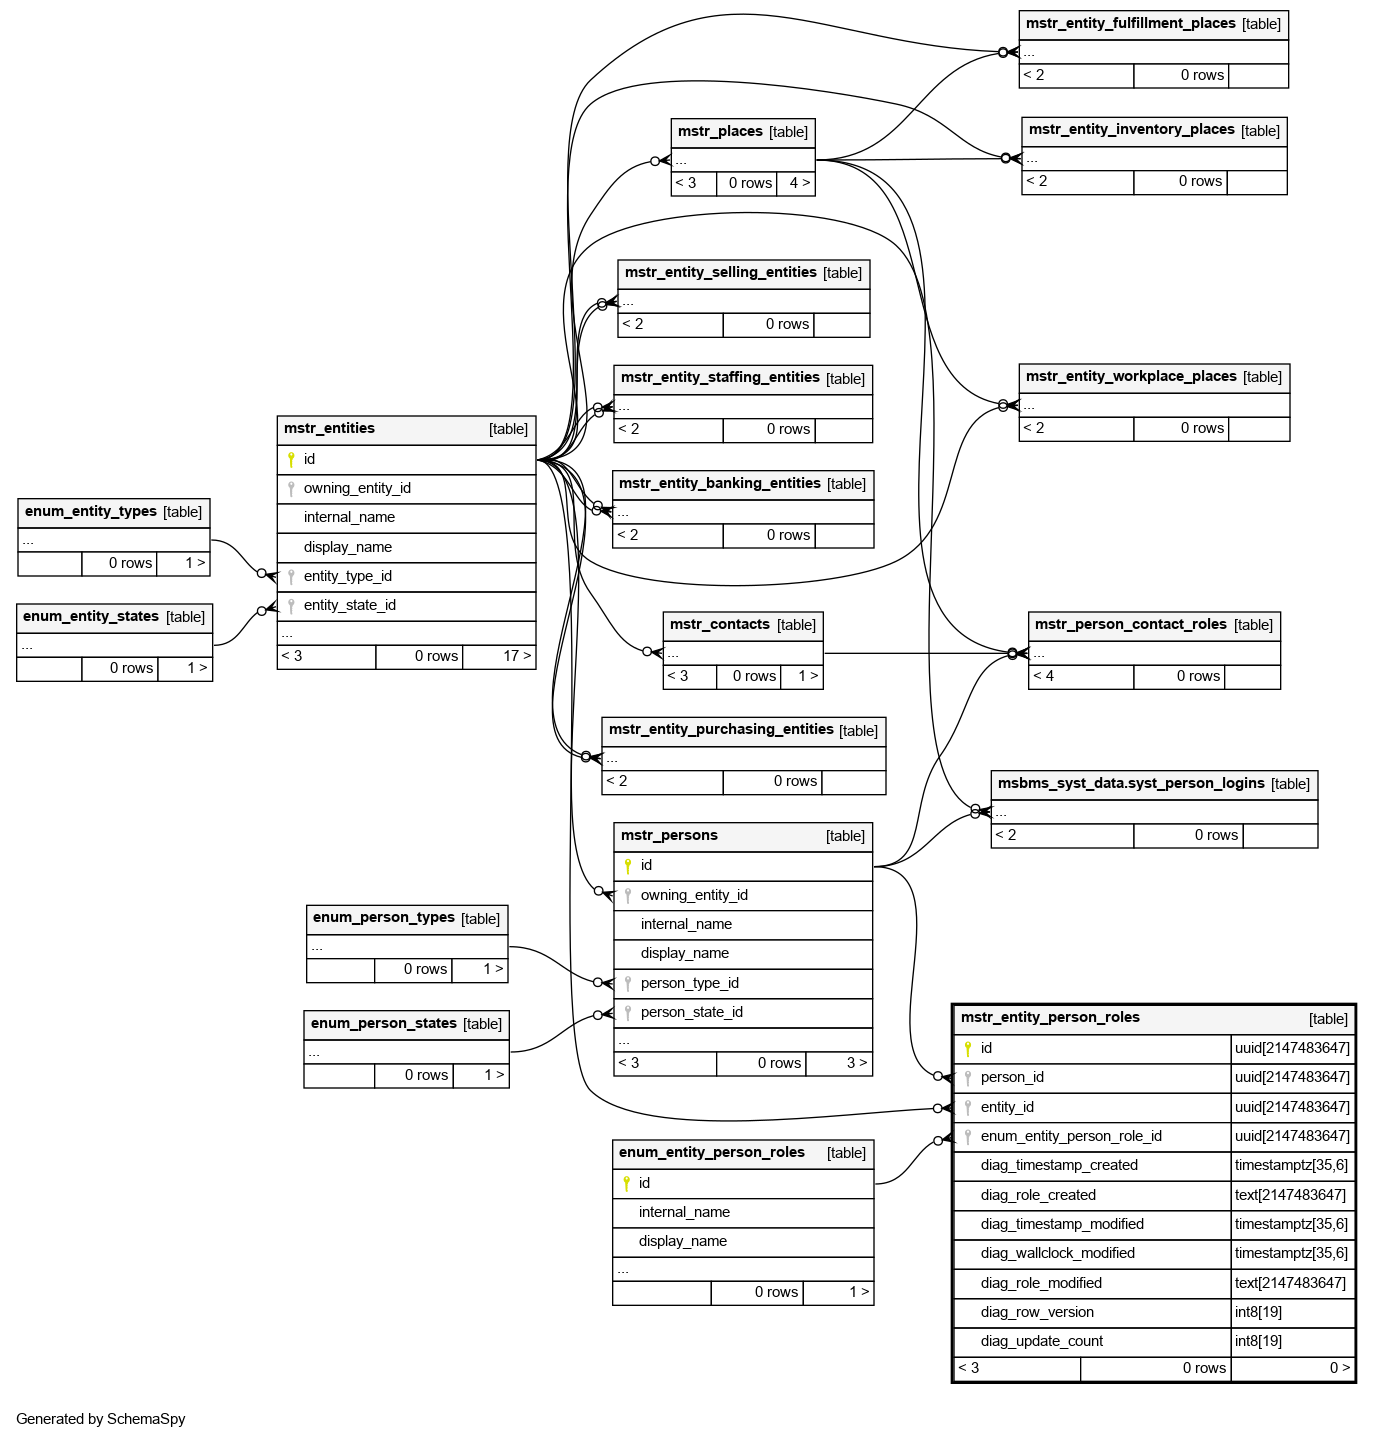 mstr_entity_fulfillment_places [table]
...
< 2 0 rows
mstr_entity_inventory_places [table]
...
< 2 0 rows
mstr_places [table]
...
< 3 0 rows 4 >
mstr_entity_selling_entities [table]
...
< 2 0 rows
mstr_entity_staffing_entities [table]
...
< 2 0 rows
mstr_entity_workplace_places [table]
...
< 2 0 rows
mstr_entities [table]
id
owning_entity_id
internal_name
display_name
entity_type_id
entity_state_id
...
< 3 0 rows 17 >
mstr_entity_banking_entities [table]
...
< 2 0 rows
enum_entity_types [table]
...
0 rows 1 >
enum_entity_states [table]
...
0 rows 1 >
mstr_contacts [table]
...
< 3 0 rows 1 >
mstr_person_contact_roles [table]
...
< 4 0 rows
mstr_entity_purchasing_entities [table]
...
< 2 0 rows
msbms_syst_data.syst_person_logins [table]
...
< 2 0 rows
mstr_persons [table]
id
owning_entity_id
internal_name
display_name
person_type_id
person_state_id
...
< 3 0 rows 3 >
enum_person_types [table]
...
0 rows 1 >
enum_person_states [table]
...
0 rows 1 >
mstr_entity_person_roles [table]
id uuid[2147483647]
person_id uuid[2147483647]
entity_id uuid[2147483647]
enum_entity_person_role_id uuid[2147483647]
diag_timestamp_created timestamptz[35,6]
diag_role_created text[2147483647]
diag_timestamp_modified timestamptz[35,6]
diag_wallclock_modified timestamptz[35,6]
diag_role_modified text[2147483647]
diag_row_version int8[19]
diag_update_count int8[19]
< 3 0 rows 0 >
enum_entity_person_roles [table]
id
internal_name
display_name
...
0 rows 1 >
Generated by SchemaSpy